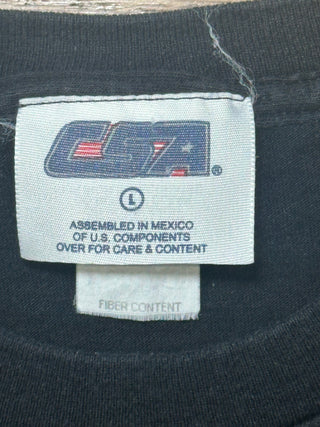 CSA®
L
ASSEMBLED IN MEXICO
OF U.S. COMPONENTS
OVER FOR CARE & CONTENT
FIBER CONTENT